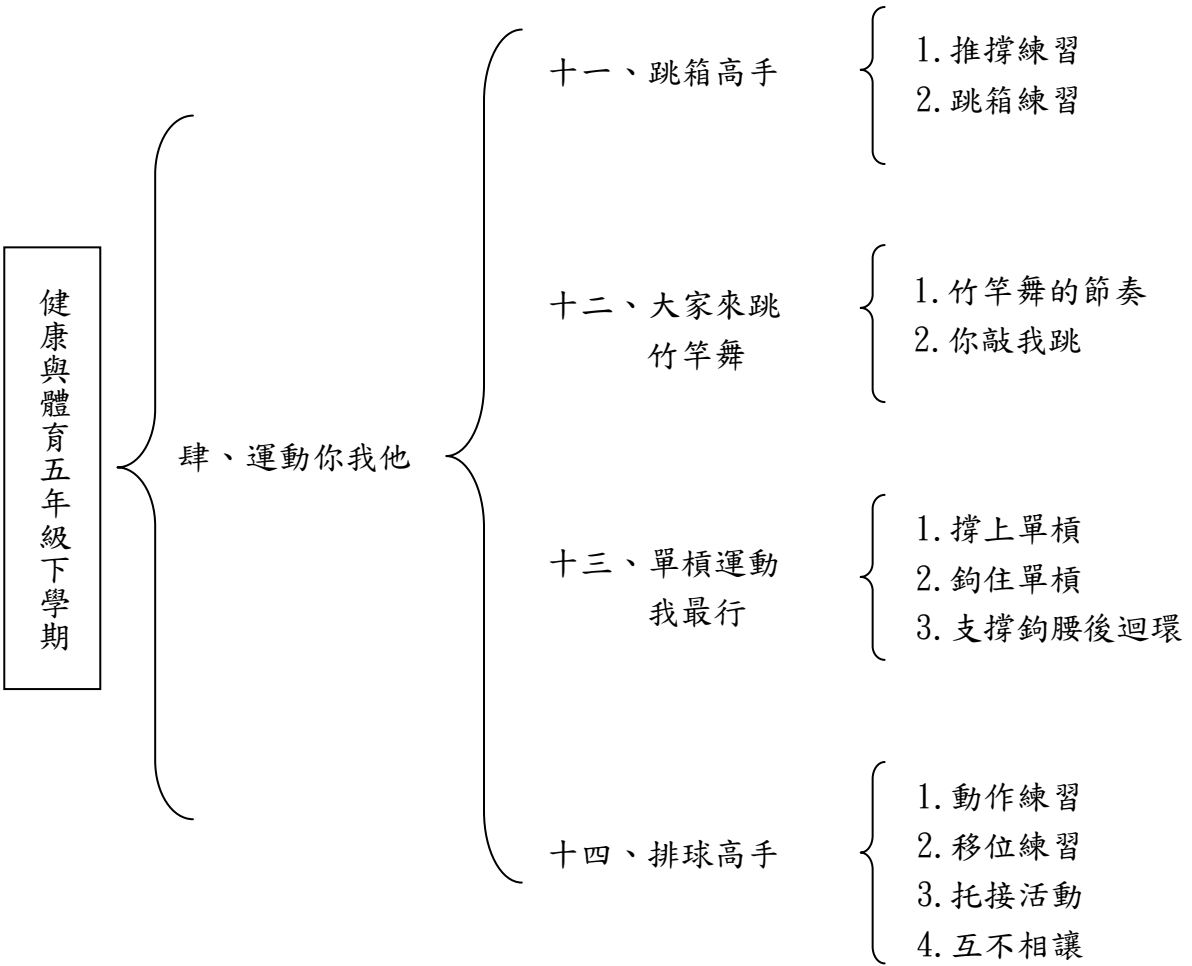 健康與體育五年級下學期
肆、運動你我他
十一、跳箱高手
1.推撐練習
2.跳箱練習
十二、大家來跳
竹竿舞
1.竹竿舞的節奏
2.你敲我跳
十三、單槓運動
我最行
1.撐上單槓
2.鉤住單槓
3.支撐鉤腰後迴環
十四、排球高手
1.動作練習
2.移位練習
3.托接活動
4.互不相讓